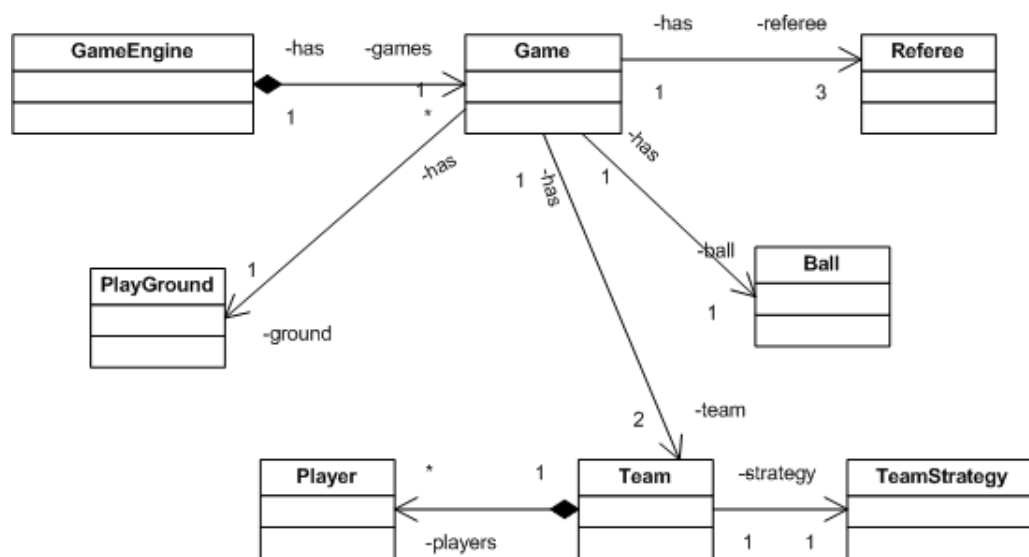 GameEngine
-has
-games
Game
-has
-referee
Referee
1
1
*
1
3
-has
1
-has
1
-has
PlayGround
1
-ground
-ball
Ball
1
2
-team
Player
*
1
Team
-strategy
TeamStrategy
-players
1
1